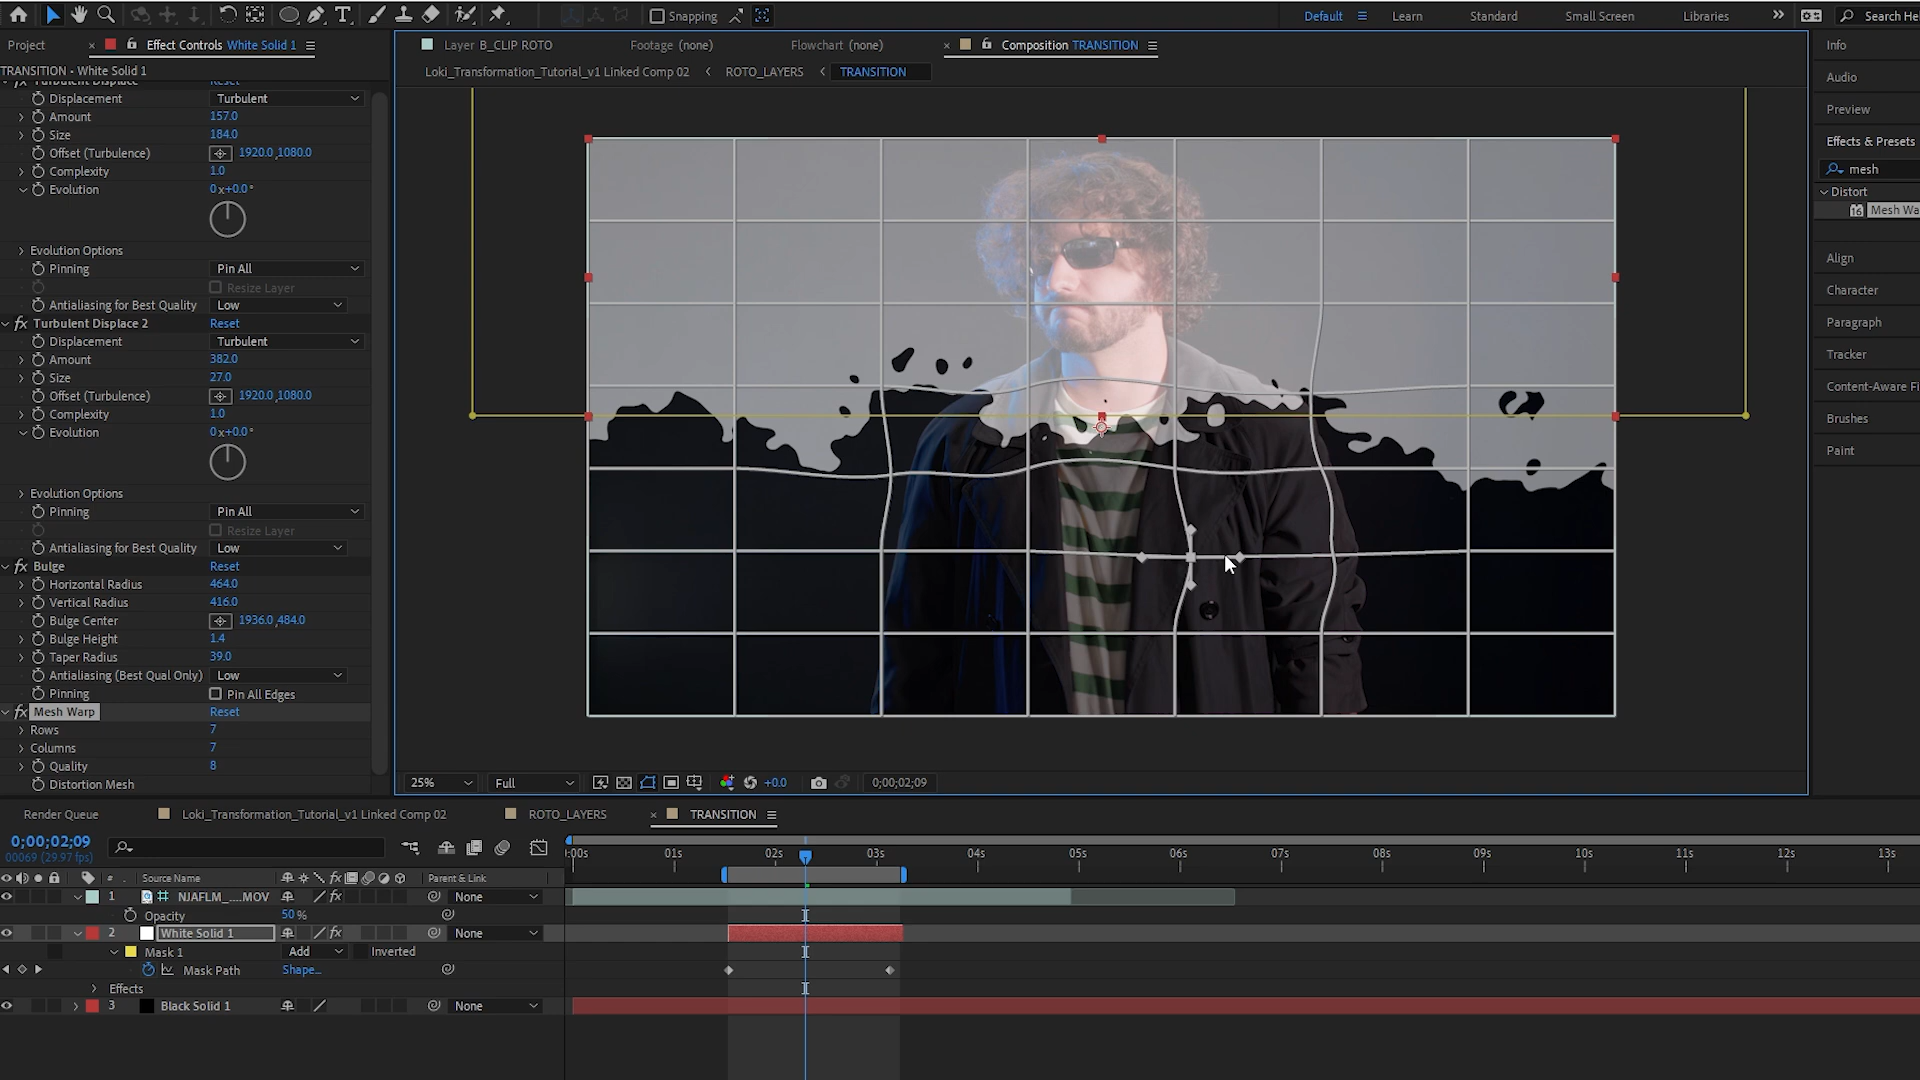 Snapping
Default
Learn
Standard
Small Screen
Libraries
Search He
Project
Effect Controls White Solid 1
Layer B_CLIP ROTO
Footage (none)
Flowchart (none)
Composition TRANSITION
Info
TRANSITION - White Solid 1
Loki_Transformation_Tutorial_v1 Linked Comp 02
ROTO_LAYERS
TRANSITION
Audio
Turbulent Displace
Reset
Displacement
Turbulent
Amount
157.0
Size
184.0
Offset (Turbulence)
1920.0,1080.0
Complexity
1.0
Evolution
0x+0.0°
Evolution Options
Pinning
Pin All
Resize Layer
Antialiasing for Best Quality
Low
Turbulent Displace 2
Reset
Displacement
Turbulent
Amount
382.0
Size
27.0
Offset (Turbulence)
1920.0,1080.0
Complexity
1.0
Evolution
0x+0.0°
Evolution Options
Pinning
Pin All
Resize Layer
Antialiasing for Best Quality
Low
Bulge
Reset
Horizontal Radius
464.0
Vertical Radius
416.0
Bulge Center
1936.0,484.0
Bulge Height
1.4
Taper Radius
39.0
Antialiasing (Best Qual Only)
Low
Pinning
Pin All Edges
Mesh Warp
Reset
Rows
7
Columns
7
Quality
8
Distortion Mesh
Preview
Effects & Presets
mesh
Distort
16
Mesh Wa
Align
Character
Paragraph
Tracker
Content-Aware Fi
Brushes
Paint
25%
Full
+0.0
0;00;02;09
Render Queue
Loki_Transformation_Tutorial_v1 Linked Comp 02
ROTO_LAYERS
TRANSITION
0;00;02;09
00069 (29.97 fps)
:00s
01s
02s
03s
04s
05s
06s
07s
08s
09s
10s
11s
12s
13s
#
Source Name
fx
Parent & Link
1
NJAFLM_....MOV
fx
None
Opacity
50 %
2
White Solid 1
fx
None
Mask 1
Add
Inverted
Mask Path
Shape...
Effects
3
Black Solid 1
None